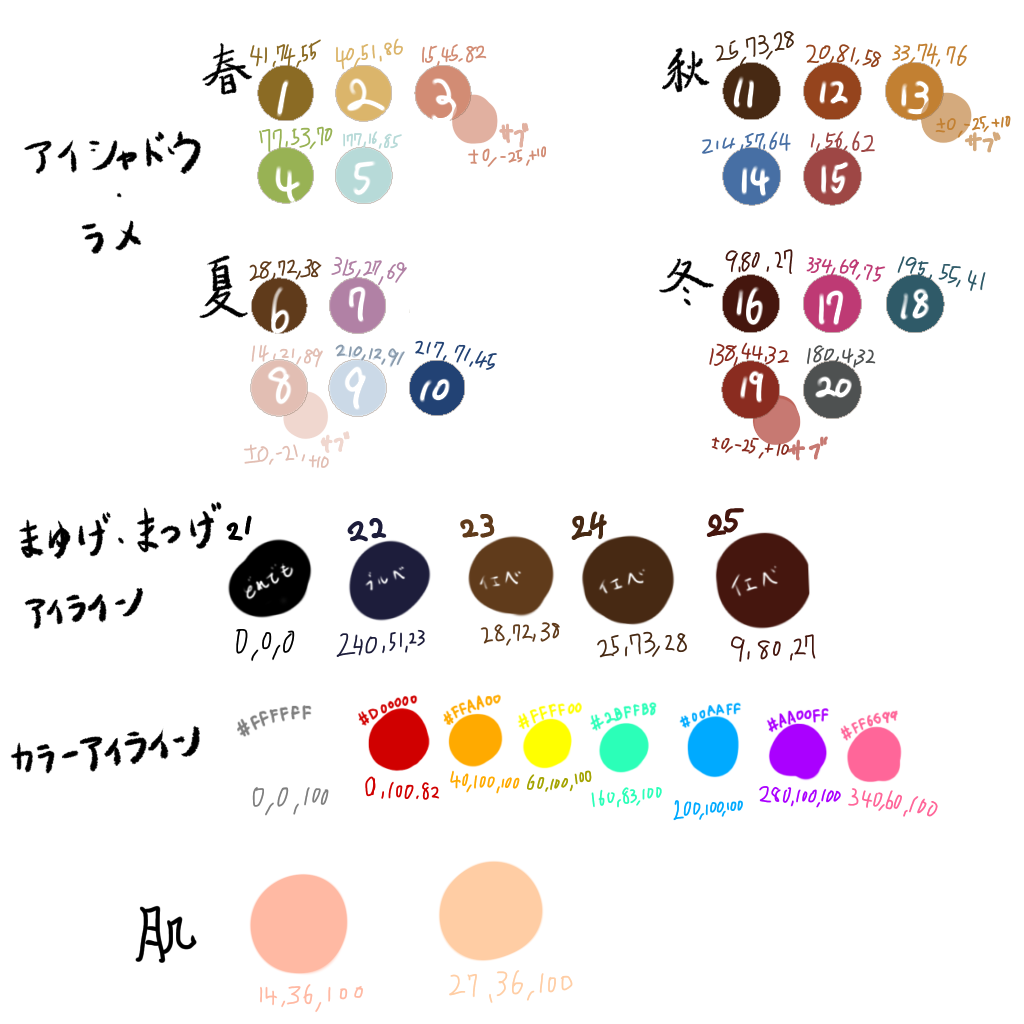 春
41,74,55 40,51,86 15,45,82
1 2 3
サブ
±0,-25,+10
77,53,70 177,16,85
4 5
秋
25,73,28 20,81,58 33,74,76
11 12 13
±0,-25,+10
サブ
214,57,64 1,56,62
14 15
アイシャドウ
・
ラメ
夏
28,72,38 315,27,69
6 7
14,21,89 210,12,91 217,71,45
8 9 10
サブ
±0,-21,+10
冬
9,80,27 334,69,75 195,55,41
16 17 18
138,44,32 180,4,32
19 20
±0,-25,+10 サブ
まゆげ、まつげ
アイライン
21 22 23 24 25
どれでも ブルベ イエベ イエベ イエベ
0,0,0 240,51,23 28,72,38 25,73,28 9,80,27
カラーアイライン
#FFFFFF #D00000 #FFAA00 #FFFF00 #2BFFB8 #00AAFF #AA00FF #FF6699
0,0,100 0,100,82 40,100,100 60,100,100 160,83,100 200,100,100 280,100,100 340,60,100
肌
14,36,100 27,36,100